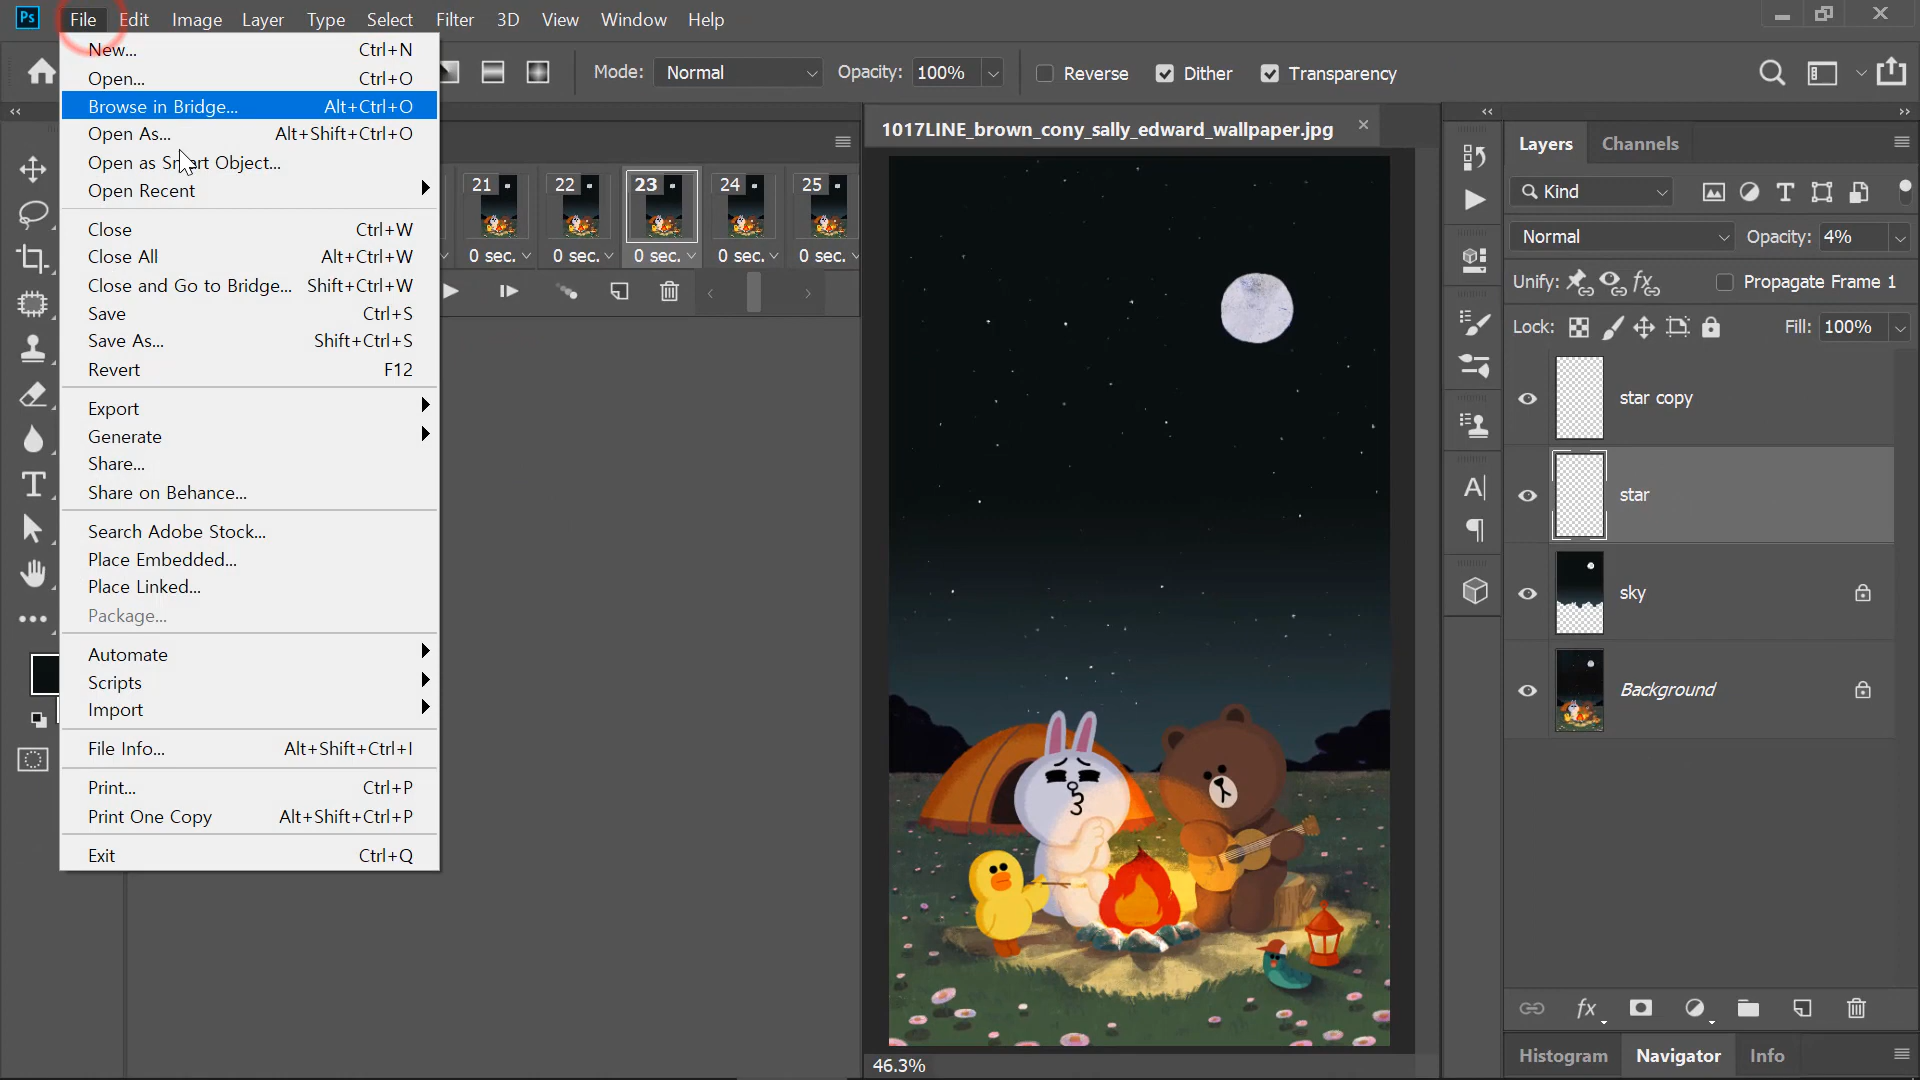 Ps File Edit Image Layer Type Select Filter 3D View Window Help
Mode: Normal Opacity: 100% Reverse Dither Transparency
New... Ctrl+N
Open... Ctrl+O
Browse in Bridge... Alt+Ctrl+O
Open As... Alt+Shift+Ctrl+O
Open as Smart Object...
Open Recent
Close Ctrl+W
Close All Alt+Ctrl+W
Close and Go to Bridge... Shift+Ctrl+W
Save Ctrl+S
Save As... Shift+Ctrl+S
Revert F12
Export
Generate
Share...
Share on Behance...
Search Adobe Stock...
Place Embedded...
Place Linked...
Package...
Automate
Scripts
Import
File Info... Alt+Shift+Ctrl+I
Print... Ctrl+P
Print One Copy Alt+Shift+Ctrl+P
Exit Ctrl+Q
21 22 23 24 25
0 sec. 0 sec. 0 sec. 0 sec. 0 sec.
1017LINE_brown_cony_sally_edward_wallpaper.jpg
46.3%
Layers Channels
Kind
Normal Opacity: 4%
Unify: Propagate Frame 1
Lock: Fill: 100%
star copy
star
sky
Background
fx
Histogram Navigator Info